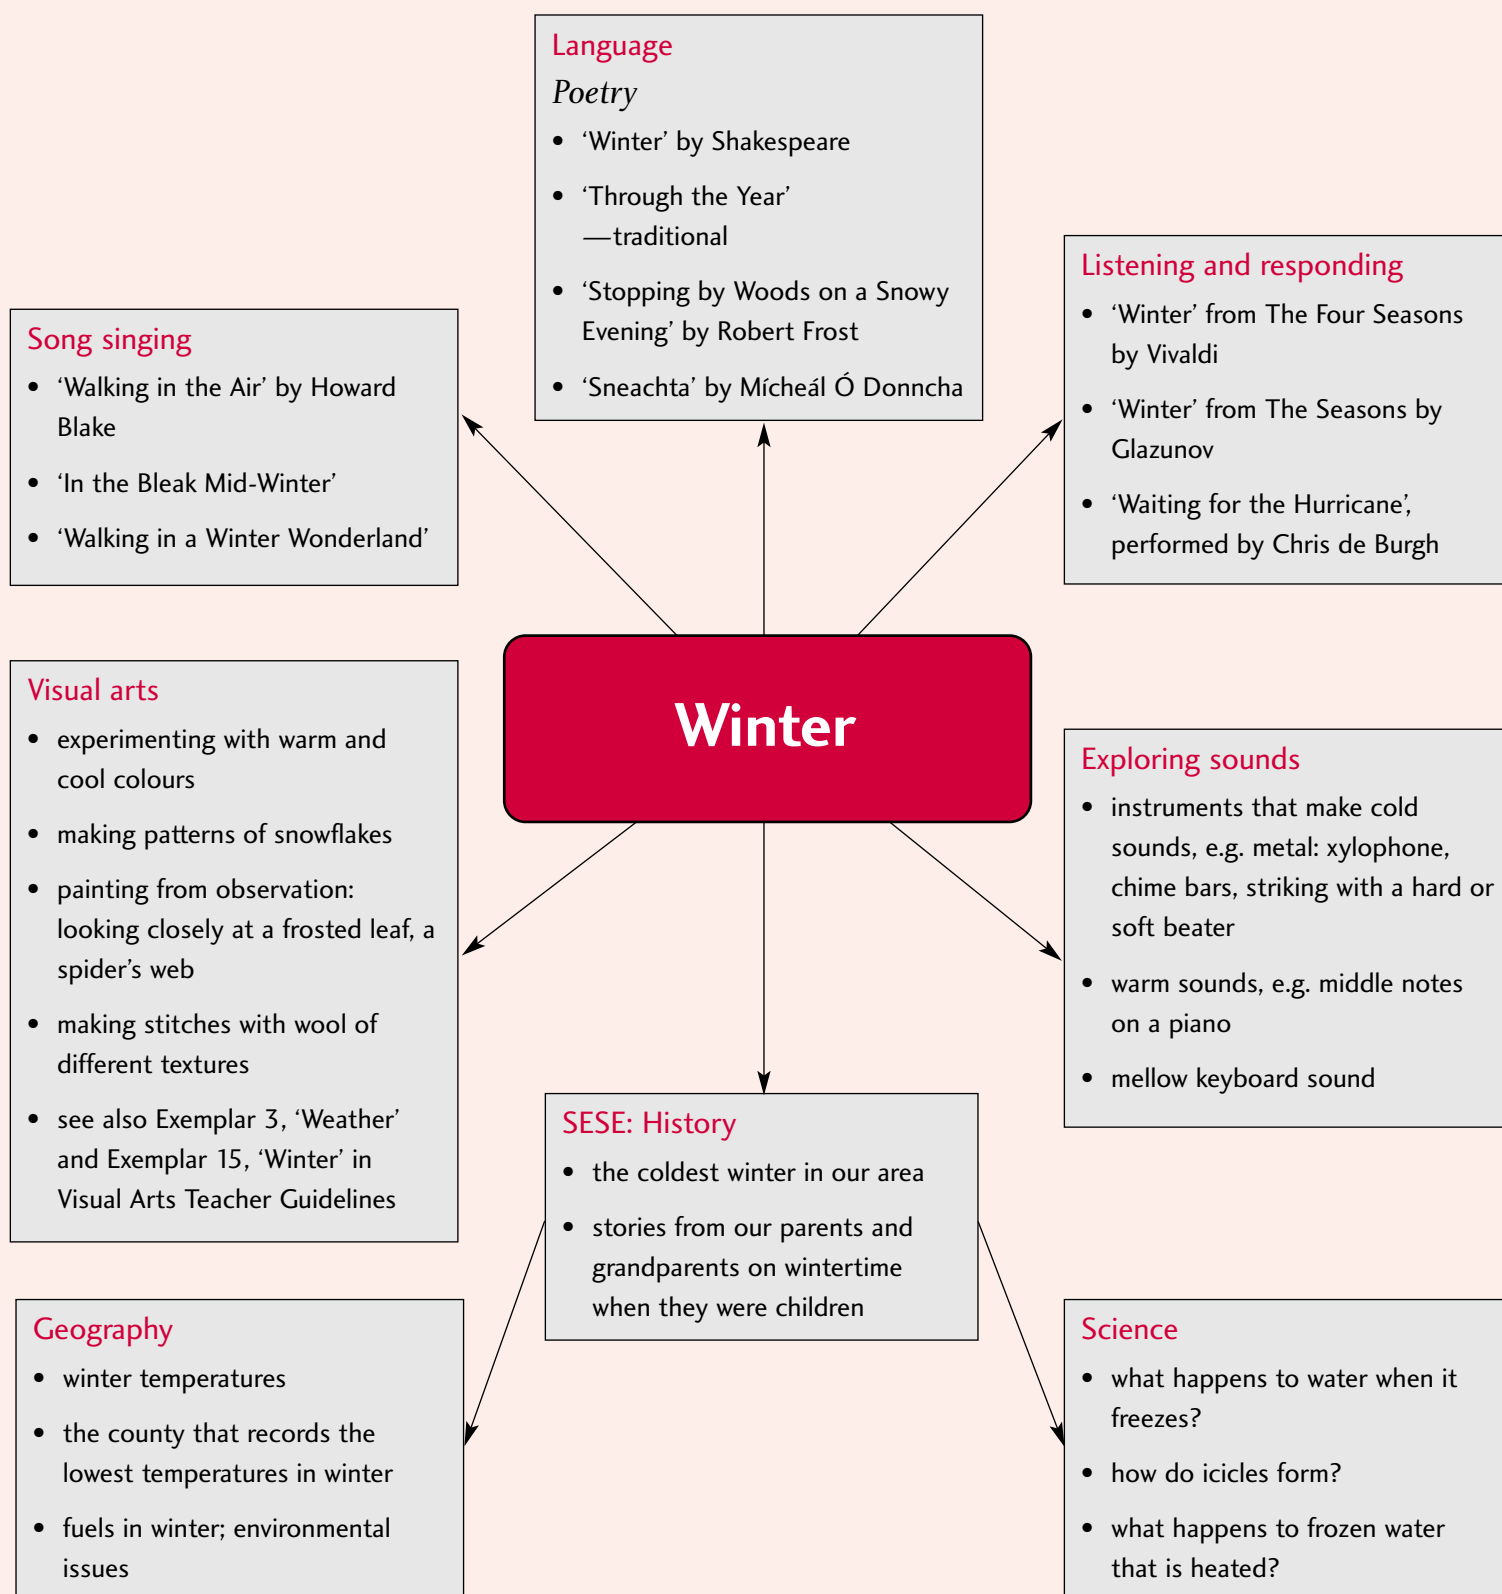 Language
Poetry
• ‘Winter’ by Shakespeare
• ‘Through the Year’
—traditional
• ‘Stopping by Woods on a Snowy
Evening’ by Robert Frost
• ‘Sneachta’ by Mícheál Ó Donncha
Listening and responding
• ‘Winter’ from The Four Seasons
by Vivaldi
• ‘Winter’ from The Seasons by
Glazunov
• ‘Waiting for the Hurricane’,
performed by Chris de Burgh
Song singing
• ‘Walking in the Air’ by Howard
Blake
• ‘In the Bleak Mid-Winter’
• ‘Walking in a Winter Wonderland’
Winter
Visual arts
• experimenting with warm and
cool colours
• making patterns of snowflakes
• painting from observation:
looking closely at a frosted leaf, a
spider’s web
• making stitches with wool of
different textures
• see also Exemplar 3, ‘Weather’
and Exemplar 15, ‘Winter’ in
Visual Arts Teacher Guidelines
Exploring sounds
• instruments that make cold
sounds, e.g. metal: xylophone,
chime bars, striking with a hard or
soft beater
• warm sounds, e.g. middle notes
on a piano
• mellow keyboard sound
SESE: History
• the coldest winter in our area
• stories from our parents and
grandparents on wintertime
when they were children
Geography
• winter temperatures
• the county that records the
lowest temperatures in winter
• fuels in winter; environmental
issues
Science
• what happens to water when it
freezes?
• how do icicles form?
• what happens to frozen water
that is heated?